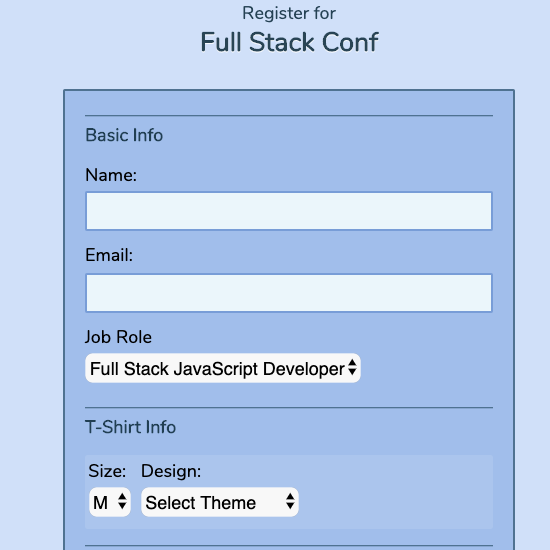 Register for
Full Stack Conf
Basic Info
Name:
Email:
Job Role
Full Stack JavaScript Developer
T-Shirt Info
Size: Design:
M Select Theme